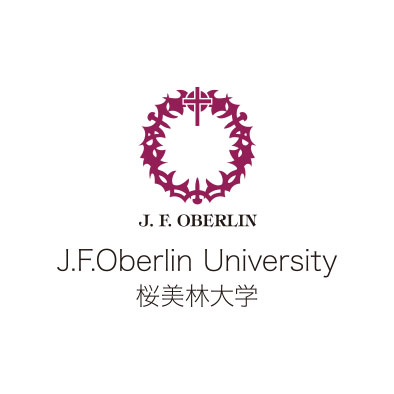 J. F. OBERLIN
J.F.Oberlin University
桜美林大学